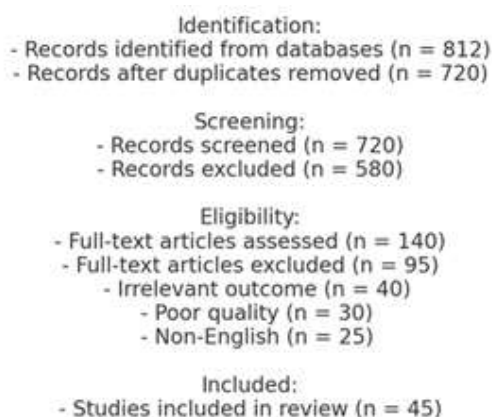 Identification:
- Records identified from databases (n = 812)
- Records after duplicates removed (n = 720)
Screening:
- Records screened (n = 720)
- Records excluded (n = 580)
Eligibility:
- Full-text articles assessed (n = 140)
- Full-text articles excluded (n = 95)
- Irrelevant outcome (n = 40)
- Poor quality (n = 30)
- Non-English (n = 25)
Included:
- Studies included in review (n = 45)